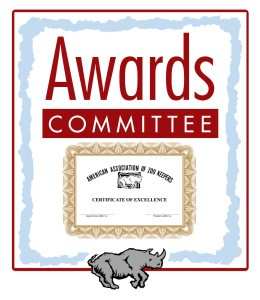 Awards
COMMITTEE
AMERICAN ASSOCIATION OF ZOO KEEPERS
CERTIFICATE OF EXCELLENCE